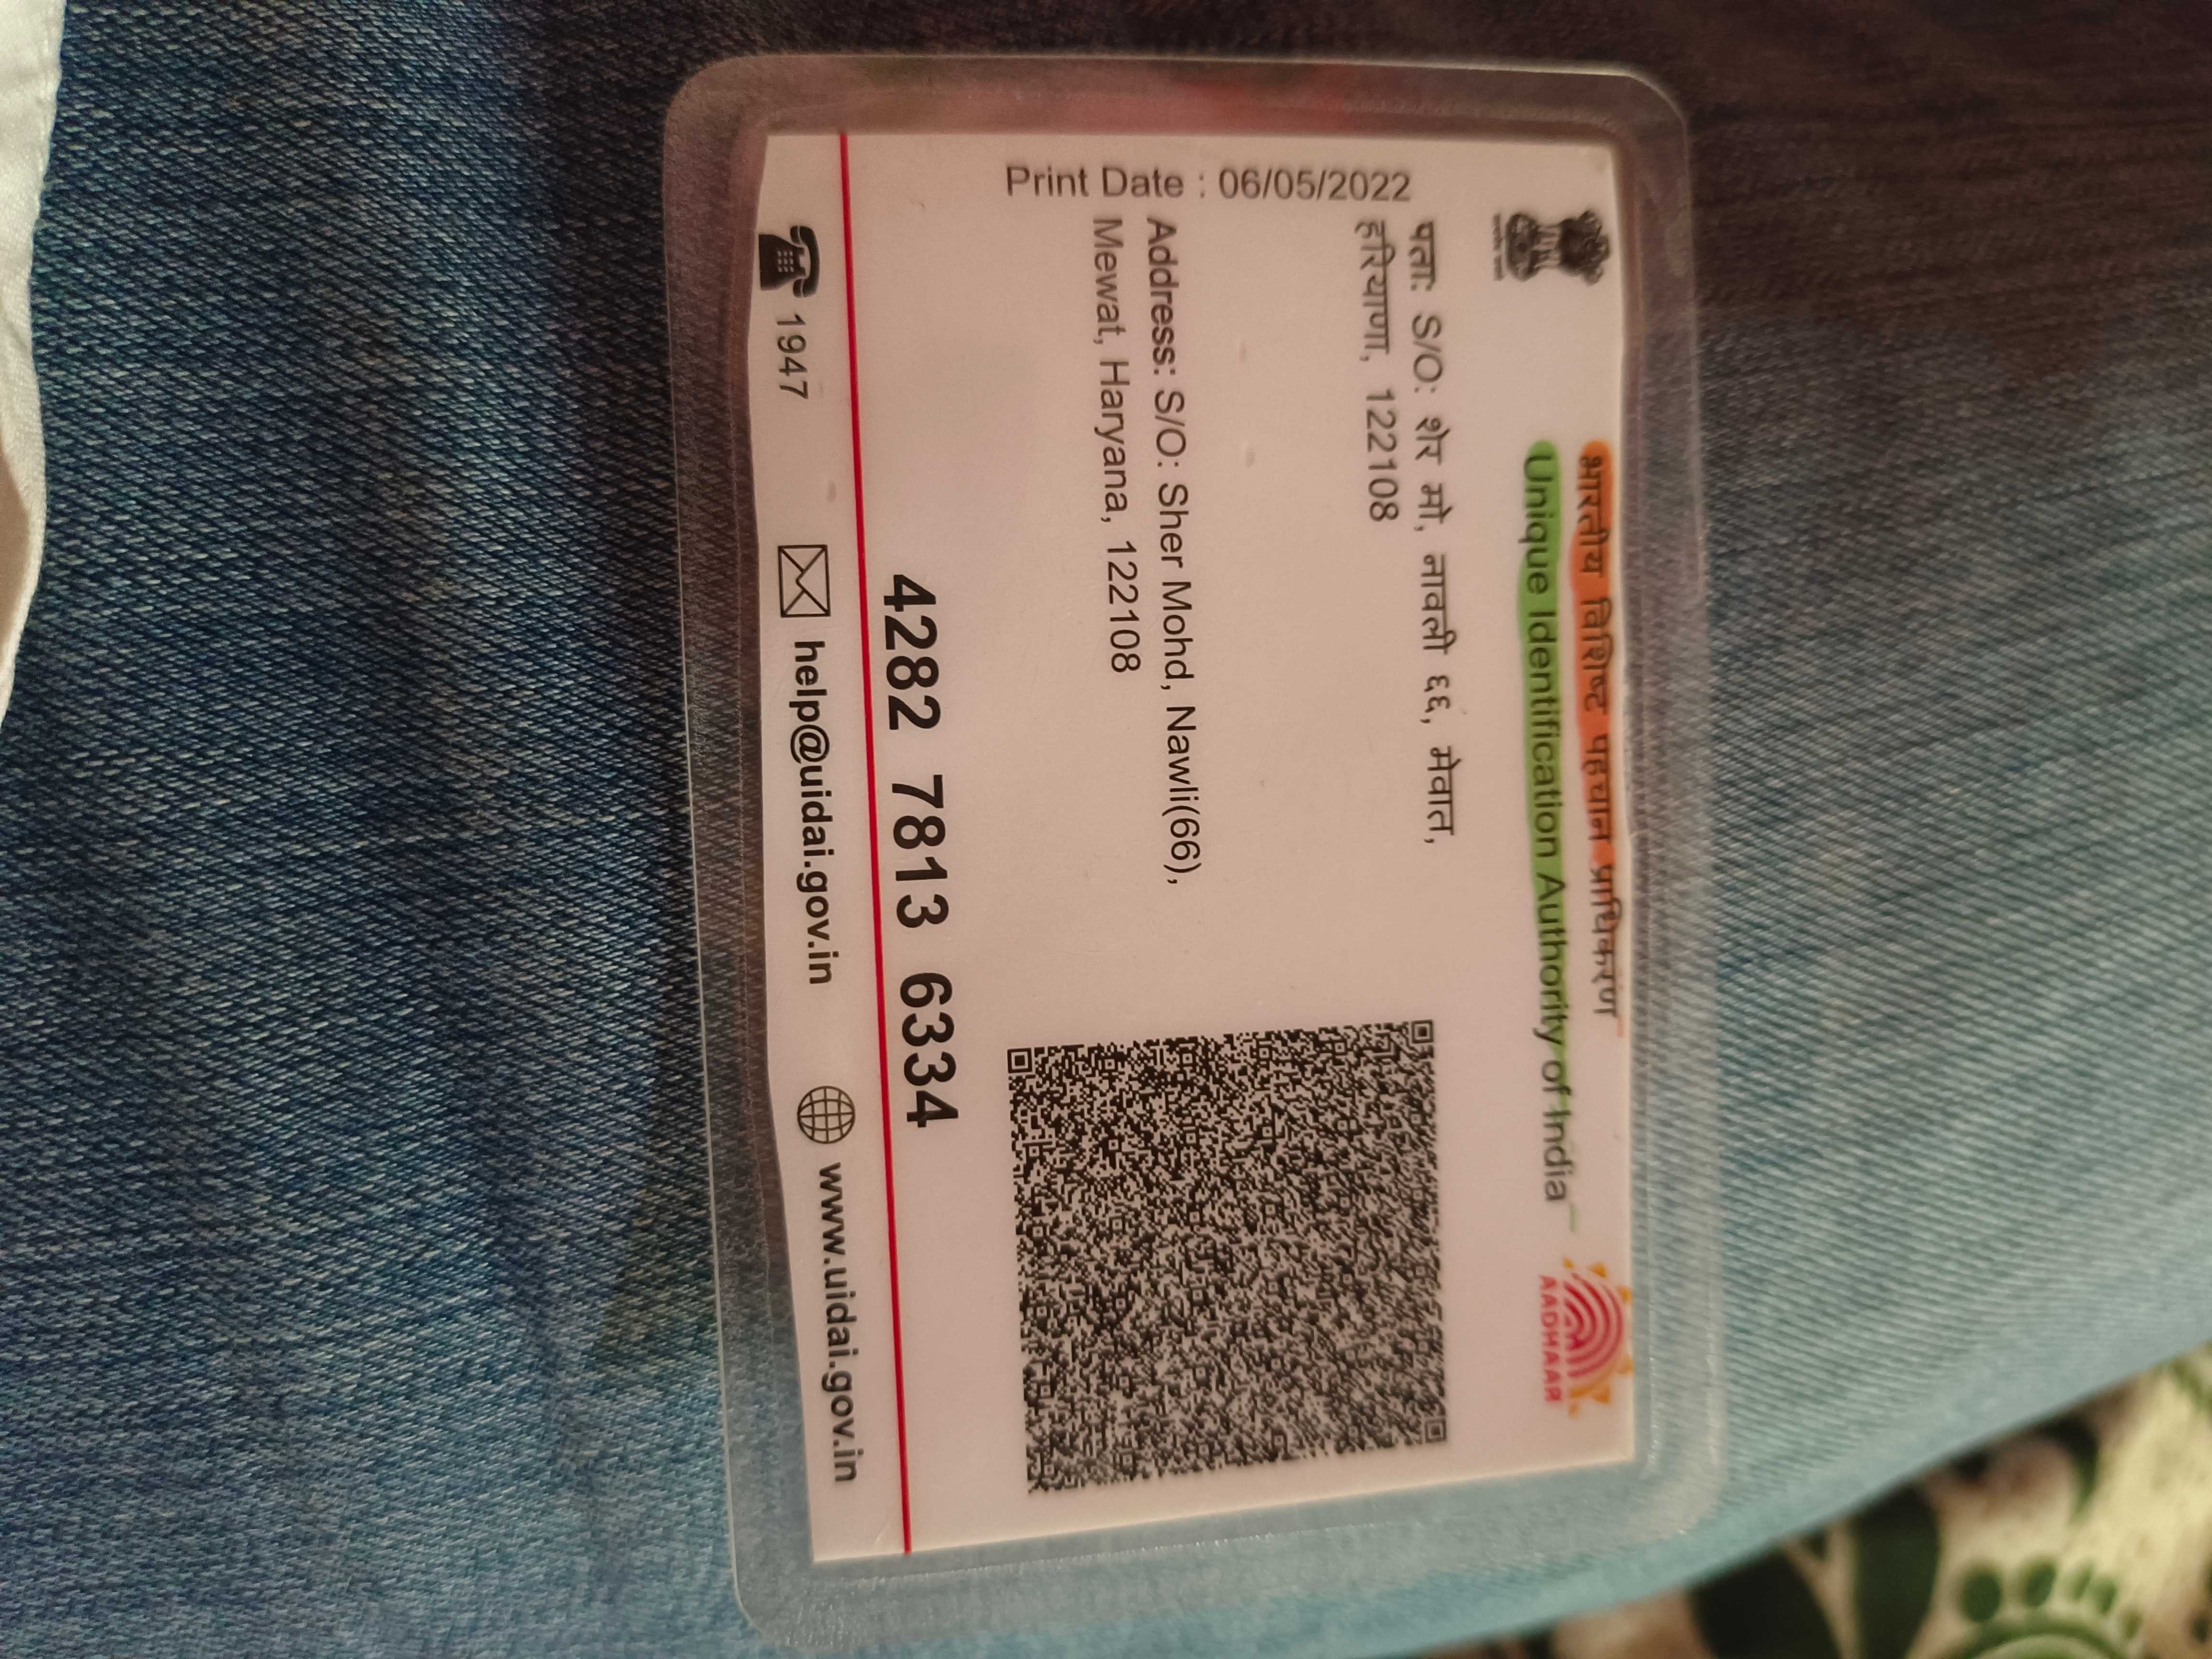 भारतीय विशिष्ट पहचान प्राधिकरण
Unique Identification Authority of India
AADHAAR
पता: S/O: शेर मो, नावली ६६, मेवात,
हरियाणा, 122108
Address: S/O: Sher Mohd, Nawli(66),
Mewat, Haryana, 122108
Print Date : 06/05/2022
4282 7813 6334
1947 help@uidai.gov.in www.uidai.gov.in